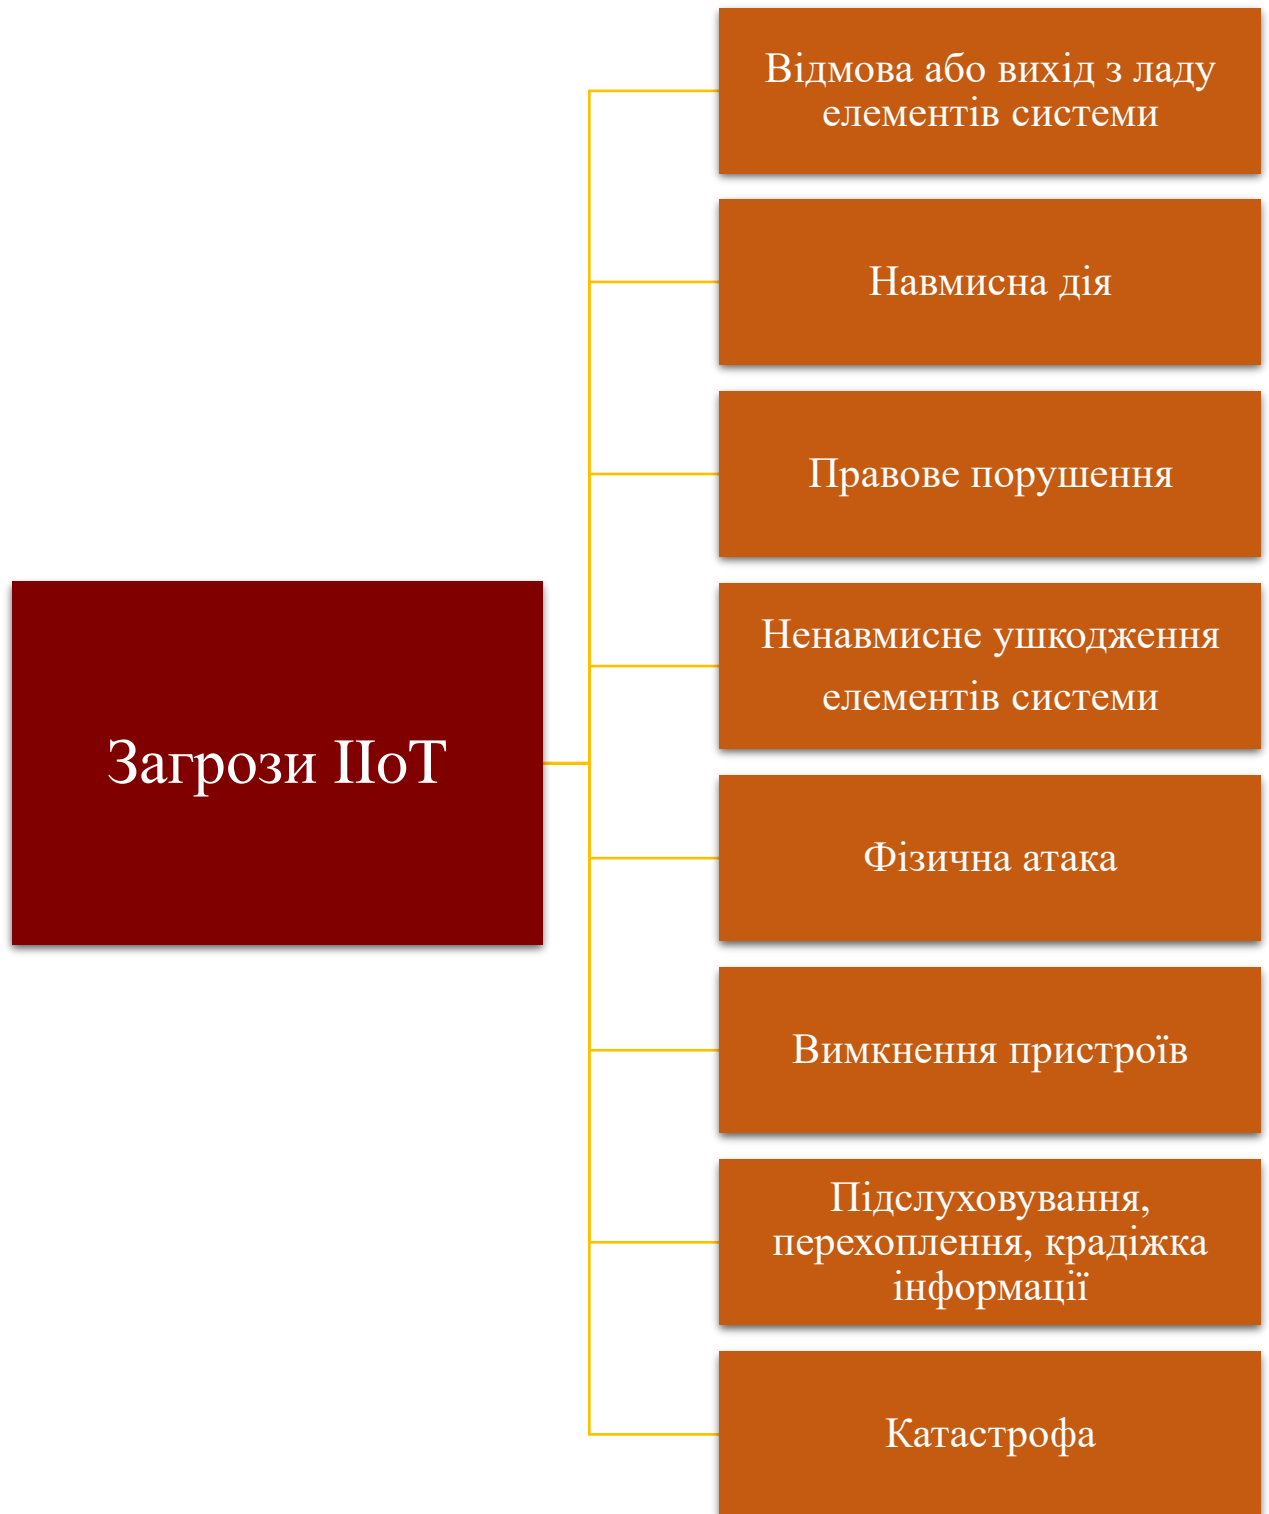 Відмова або вихід з ладу
елементів системи
Навмисна дія
Правове порушення
Ненавмисне ушкодження
елементів системи
Загрози ІІоТ
Фізична атака
Вимкнення пристроїв
Підслуховування,
перехоплення, крадіжка
інформації
Катастрофа